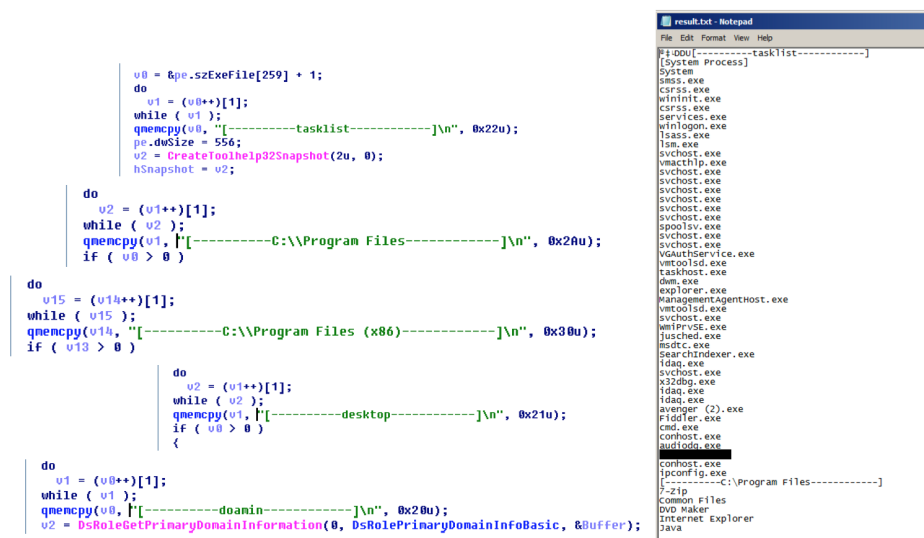 v0 = &pe.szExeFile[259] + 1;
do
v1 = (v0++)[1];
while ( v1 );
qmemcpy(v0, "[----------tasklist------------]\n", 0x22u);
pe.dwSize = 556;
v2 = CreateToolhelp32Snapshot(2u, 0);
hSnapshot = v2;
do
v2 = (v1++)[1];
while ( v2 );
qmemcpy(v1, "[----------C:\\Program Files------------]\n", 0x2Au);
if ( v0 > 0 )
do
v15 = (v14++)[1];
while ( v15 );
qmemcpy(v14, "[----------C:\\Program Files (x86)------------]\n", 0x30u);
if ( v13 > 0 )
do
v2 = (v1++)[1];
while ( v2 );
qmemcpy(v1, "[----------desktop------------]\n", 0x21u);
if ( v0 > 0 )
{
do
v1 = (v0++)[1];
while ( v1 );
qmemcpy(v0, "[----------doamin------------]\n", 0x20u);
v2 = DsRoleGetPrimaryDomainInformation(0, DsRolePrimaryDomainInfoBasic, &Buffer);
result.txt - Notepad
File Edit Format View Help
DDU[----------tasklist------------]
[System Process]
System
smss.exe
csrss.exe
wininit.exe
csrss.exe
services.exe
winlogon.exe
lsass.exe
lsm.exe
svchost.exe
vmacthlp.exe
svchost.exe
svchost.exe
svchost.exe
svchost.exe
svchost.exe
svchost.exe
spoolsv.exe
svchost.exe
svchost.exe
VGAuthService.exe
vmtoolsd.exe
taskhost.exe
dwm.exe
explorer.exe
ManagementAgentHost.exe
vmtoolsd.exe
svchost.exe
WmiPrvSE.exe
jusched.exe
msdtc.exe
SearchIndexer.exe
idaq.exe
svchost.exe
x32dbg.exe
idaq.exe
idaq.exe
avenger (2).exe
Fiddler.exe
cmd.exe
conhost.exe
audiodg.exe
conhost.exe
ipconfig.exe
[----------C:\Program Files------------]
7-Zip
Common Files
DVD Maker
Internet Explorer
Java